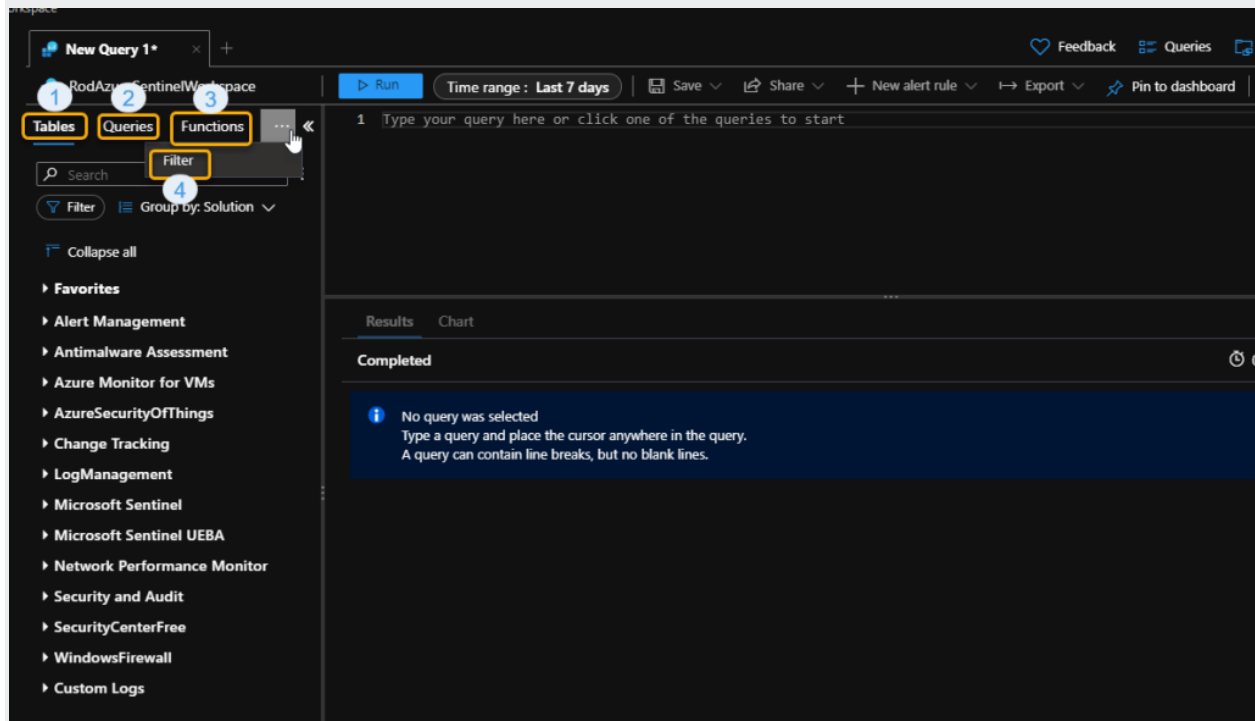 New Query 1*
Feedback
Queries
Run
Time range : Last 7 days
Save
Share
New alert rule
Export
Pin to dashboard
1 2 3
Tables Queries Functions ...
1 Type your query here or click one of the queries to start
Filter
Search
4
Filter
Group by: Solution
Collapse all
Favorites
Alert Management
Antimalware Assessment
Azure Monitor for VMs
AzureSecurityOfThings
Change Tracking
LogManagement
Microsoft Sentinel
Microsoft Sentinel UEBA
Network Performance Monitor
Security and Audit
SecurityCenterFree
WindowsFirewall
Custom Logs
Results Chart
Completed
No query was selected
Type a query and place the cursor anywhere in the query.
A query can contain line breaks, but no blank lines.